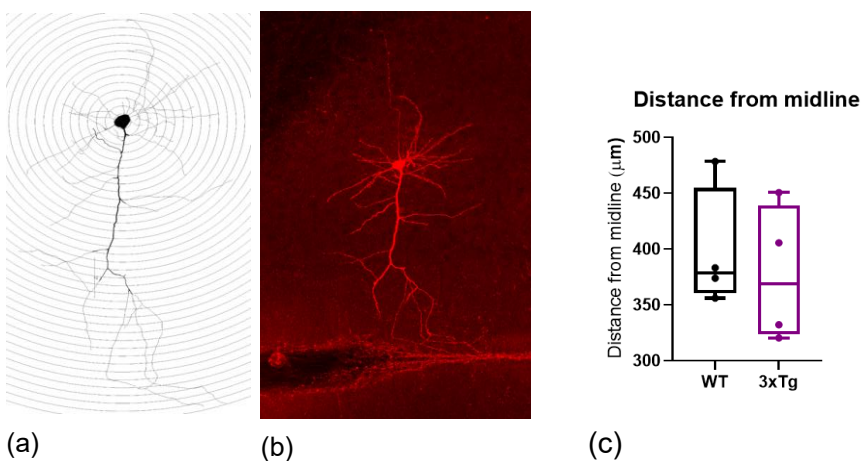 Distance from midline
Distance from midline (μm)
500
450
400
350
300
WT 3xTg
(a) (b) (c)